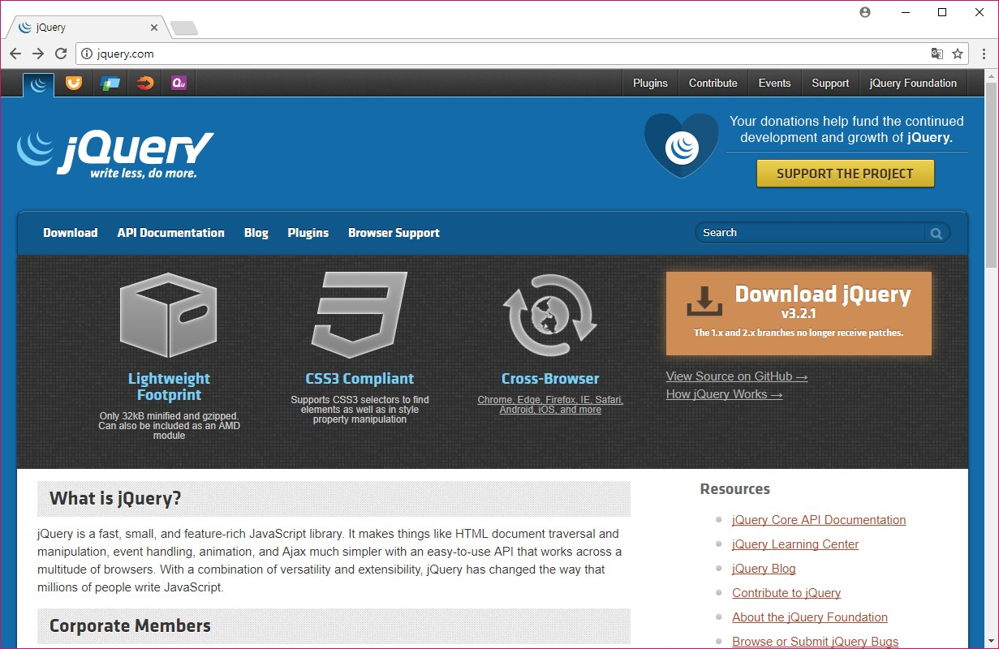 jQuery
jquery.com
Qu
Plugins
Contribute
Events
Support
jQuery Foundation
jQuery
write less, do more.
Your donations help fund the continued
development and growth of jQuery.
SUPPORT THE PROJECT
Download
API Documentation
Blog
Plugins
Browser Support
Search
Lightweight
Footprint
Only 32kB minified and gzipped.
Can also be included as an AMD
module
CSS3 Compliant
Supports CSS3 selectors to find
elements as well as in style
property manipulation
Cross-Browser
Chrome, Edge, Firefox, IE, Safari,
Android, iOS, and more
Download jQuery
v3.2.1
The 1.x and 2.x branches no longer receive patches.
View Source on GitHub →
How jQuery Works →
What is jQuery?
jQuery is a fast, small, and feature-rich JavaScript library. It makes things like HTML document traversal and
manipulation, event handling, animation, and Ajax much simpler with an easy-to-use API that works across a
multitude of browsers. With a combination of versatility and extensibility, jQuery has changed the way that
millions of people write JavaScript.
Corporate Members
Resources
jQuery Core API Documentation
jQuery Learning Center
jQuery Blog
Contribute to jQuery
About the jQuery Foundation
Browse or Submit jQuery Bugs